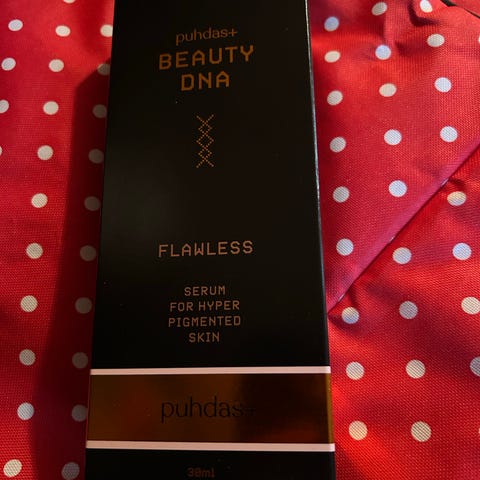 puhdas+
BEAUTY
DNA
FLAWLESS
SERUM
FOR HYPER
PIGMENTED
SKIN
puhdas+
30ml